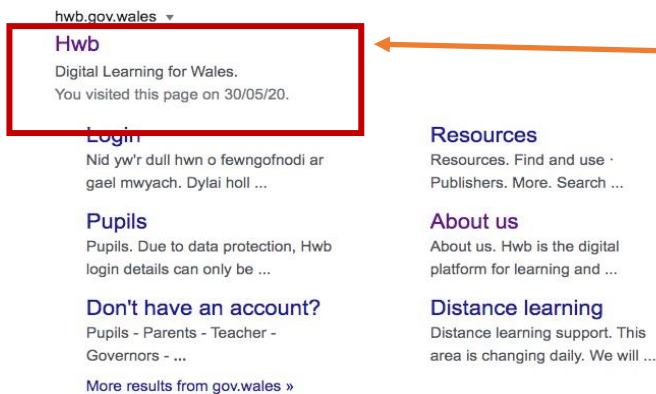 hwb.gov.wales
Hwb
Digital Learning for Wales.
You visited this page on 30/05/20.
Login
Nid yw'r dull hwn o fewngofnodi ar
gael mwyach. Dylai holl ...
Pupils
Pupils. Due to data protection, Hwb
login details can only be ...
Don't have an account?
Pupils - Parents - Teacher -
Governors - ...
More results from gov.wales »
Resources
Resources. Find and use ·
Publishers. More. Search ...
About us
About us. Hwb is the digital
platform for learning and ...
Distance learning
Distance learning support. This
area is changing daily. We will ...